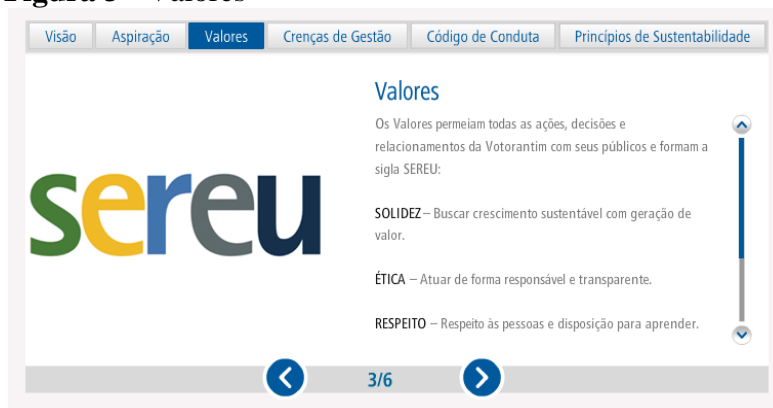 Visão Aspiração Valores Crenças de Gestão Código de Conduta Princípios de Sustentabilidade
sereu
Valores
Os Valores permeiam todas as ações, decisões e
relacionamentos da Votorantim com seus públicos e formam a
sigla SEREU:
SOLIDEZ – Buscar crescimento sustentável com geração de
valor.
ÉTICA – Atuar de forma responsável e transparente.
RESPEITO – Respeito às pessoas e disposição para aprender.
3/6